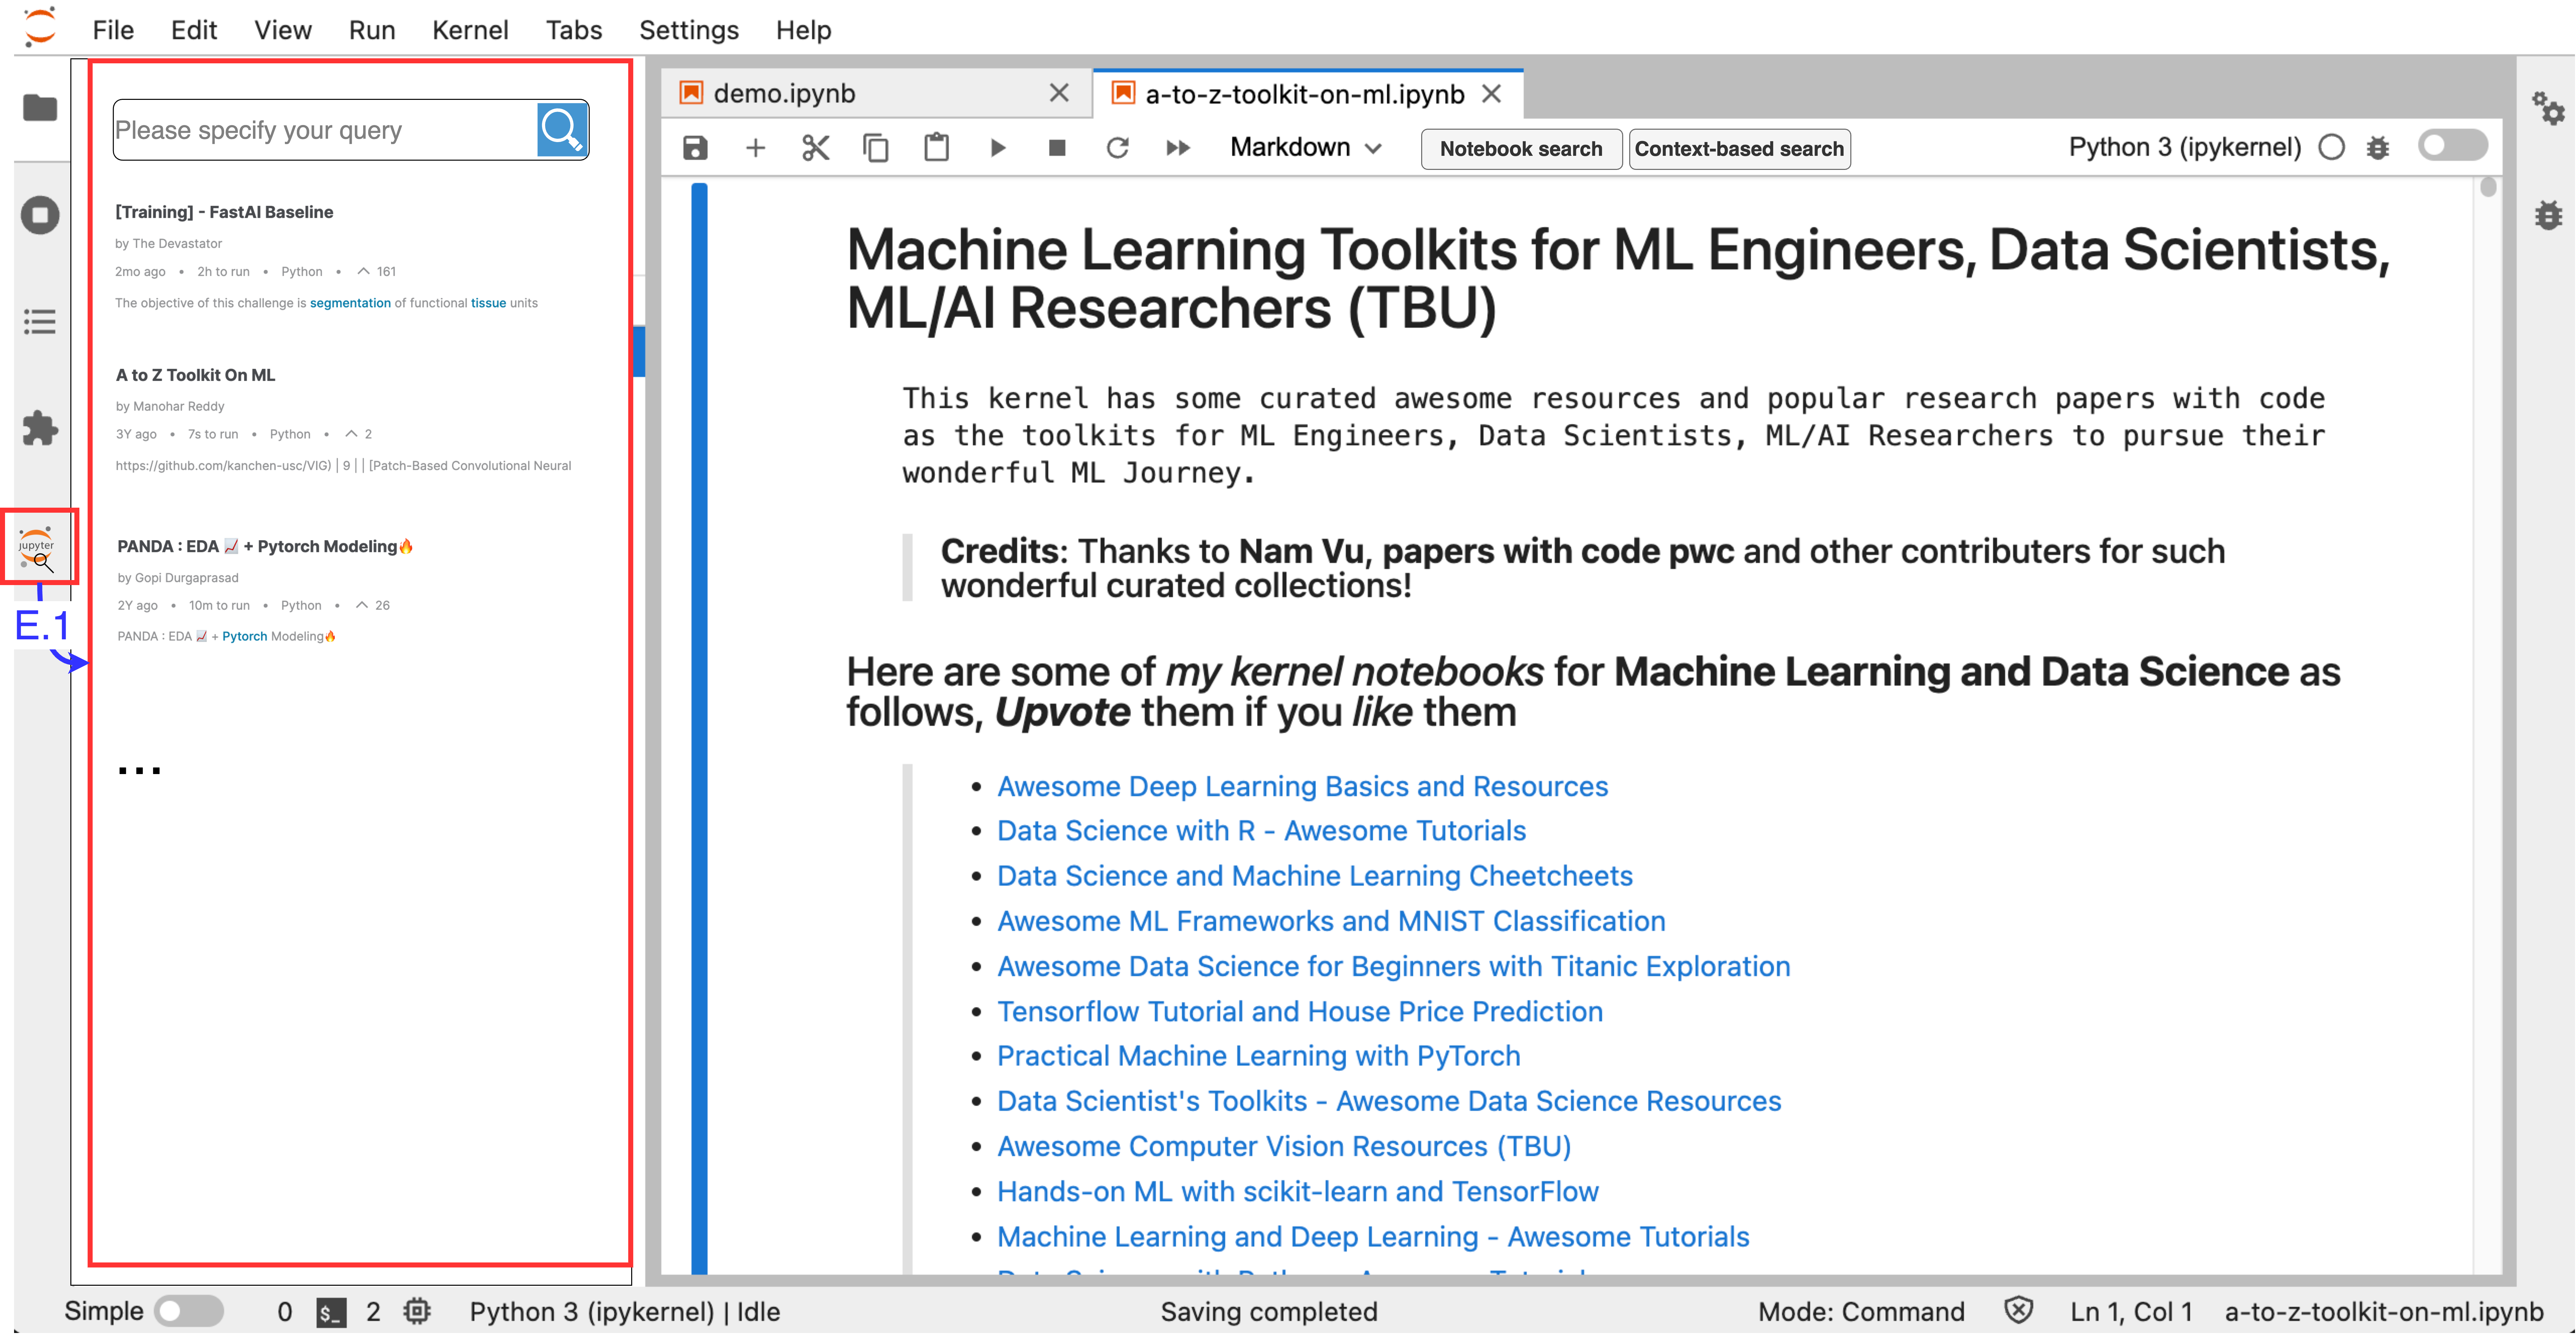 File Edit View Run Kernel Tabs Settings Help
Please specify your query
[Training] - FastAI Baseline
by The Devastator
2mo ago • 2h to run • Python • 161
The objective of this challenge is segmentation of functional tissue units
A to Z Toolkit On ML
by Manohar Reddy
3Y ago • 7s to run • Python • 2
https://github.com/kanchen-usc/VIG) | 9 | | [Patch-Based Convolutional Neural
PANDA : EDA 📈 + Pytorch Modeling🔥
by Gopi Durgaprasad
2Y ago • 10m to run • Python • 26
PANDA : EDA 📈 + Pytorch Modeling🔥
...
jupyter
E.1
demo.ipynb
a-to-z-toolkit-on-ml.ipynb
Markdown Notebook search Context-based search Python 3 (ipykernel)
Machine Learning Toolkits for ML Engineers, Data Scientists,
ML/AI Researchers (TBU)
This kernel has some curated awesome resources and popular research papers with code
as the toolkits for ML Engineers, Data Scientists, ML/AI Researchers to pursue their
wonderful ML Journey.
Credits: Thanks to Nam Vu, papers with code pwc and other contributers for such
wonderful curated collections!
Here are some of my kernel notebooks for Machine Learning and Data Science as
follows, Upvote them if you like them
• Awesome Deep Learning Basics and Resources
• Data Science with R - Awesome Tutorials
• Data Science and Machine Learning Cheetcheets
• Awesome ML Frameworks and MNIST Classification
• Awesome Data Science for Beginners with Titanic Exploration
• Tensorflow Tutorial and House Price Prediction
• Practical Machine Learning with PyTorch
• Data Scientist's Toolkits - Awesome Data Science Resources
• Awesome Computer Vision Resources (TBU)
• Hands-on ML with scikit-learn and TensorFlow
• Machine Learning and Deep Learning - Awesome Tutorials
Simple 0 $_ 2 Python 3 (ipykernel) | Idle Saving completed Mode: Command Ln 1, Col 1 a-to-z-toolkit-on-ml.ipynb